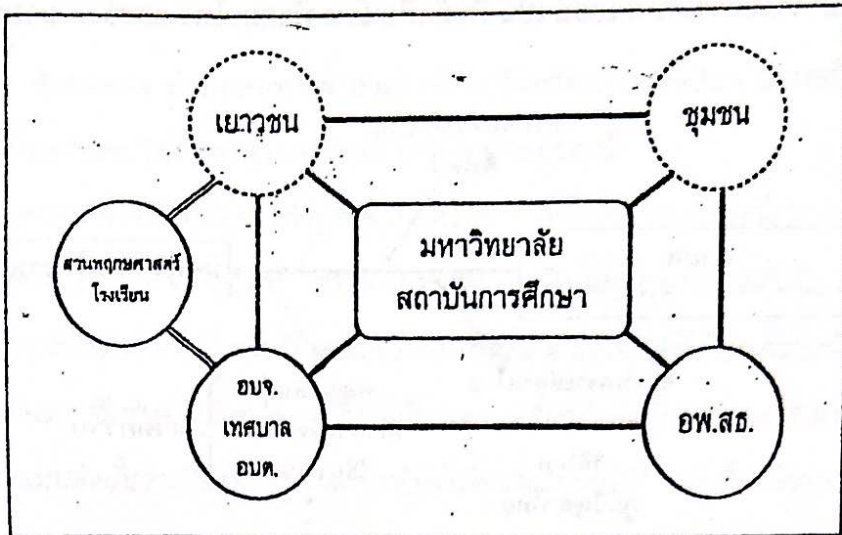 เยาวชน
ชุมชน
สวนพฤกษศาสตร์
โรงเรียน
มหาวิทยาลัย
สถาบันการศึกษา
อบจ.
เทศบาล
อบต.
อพ.สธ.